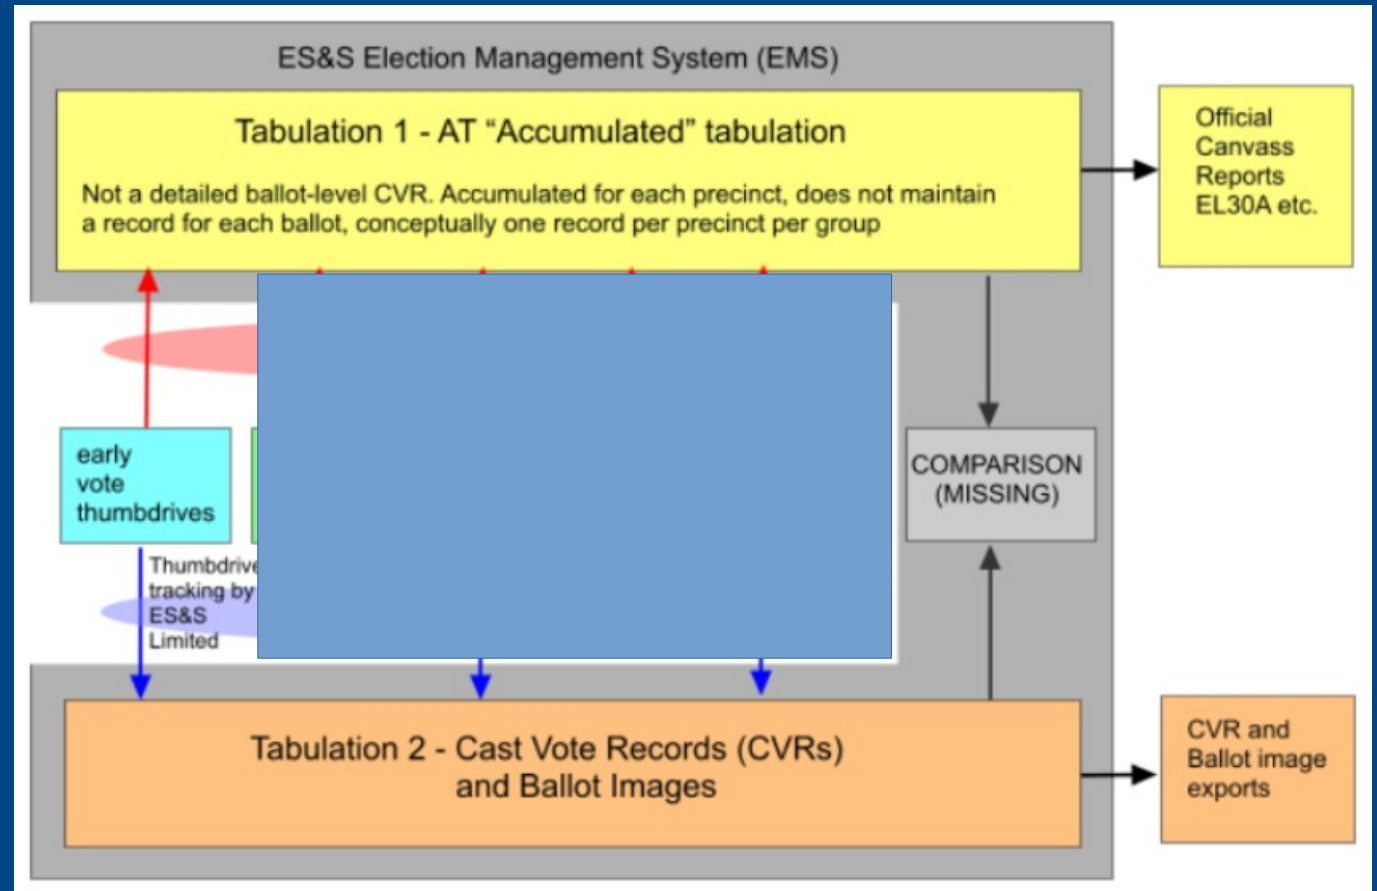 ES&S Election Management System (EMS)
Tabulation 1 - AT “Accumulated” tabulation
Not a detailed ballot-level CVR. Accumulated for each precinct, does not maintain
a record for each ballot, conceptually one record per precinct per group
Official
Canvass
Reports
EL30A etc.
early
vote
thumbdrives
COMPARISON
(MISSING)
Thumbdrive
tracking by
ES&S
Limited
Tabulation 2 - Cast Vote Records (CVRs)
and Ballot Images
CVR and
Ballot image
exports